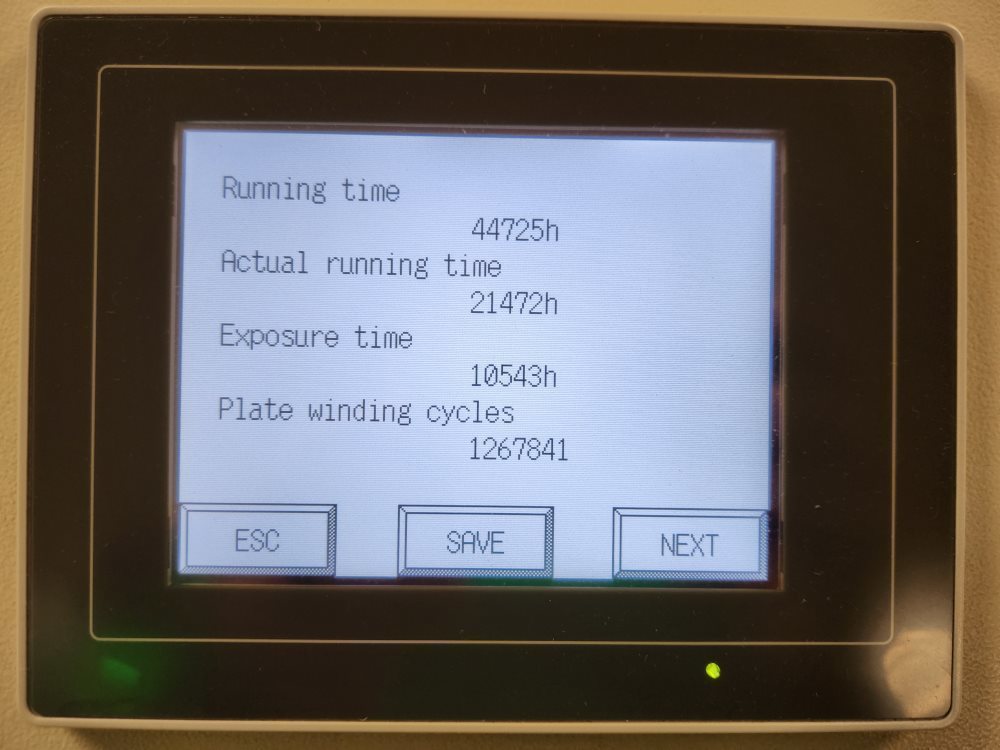 Running time
44725h
Actual running time
21472h
Exposure time
10543h
Plate winding cycles
1267841
ESC SAVE NEXT